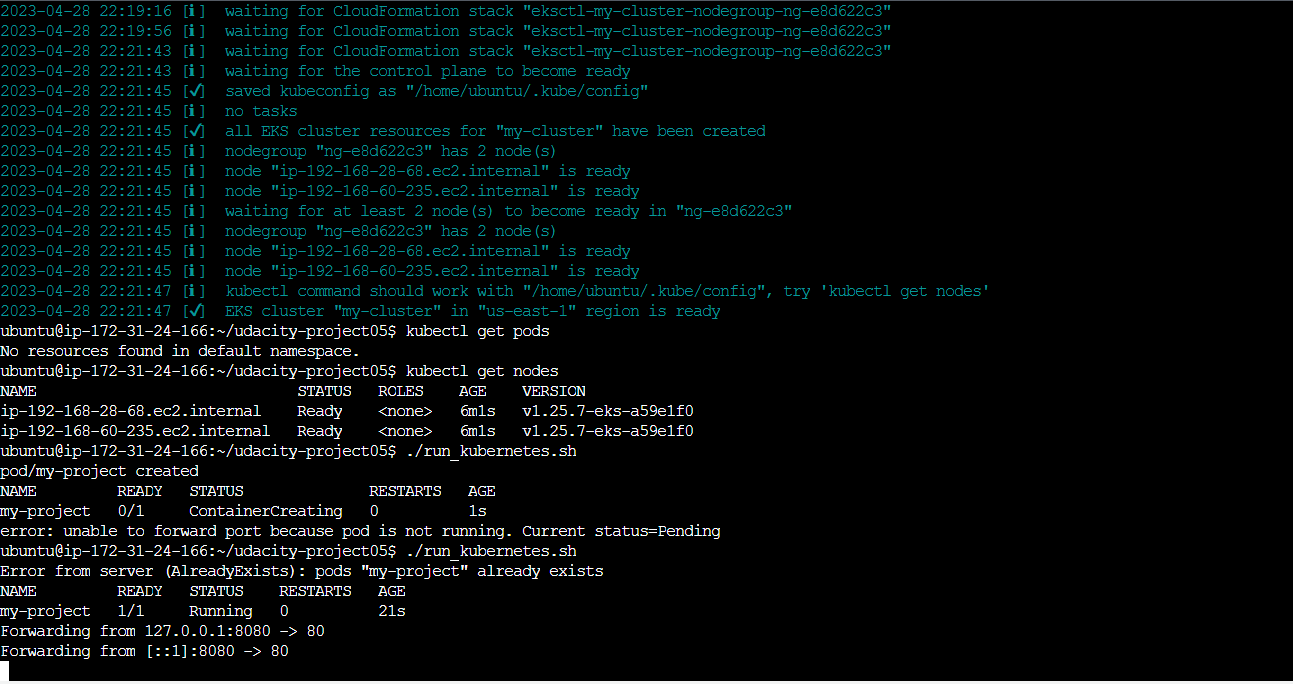 2023-04-28 22:19:16 [ℹ]  waiting for CloudFormation stack "eksctl-my-cluster-nodegroup-ng-e8d622c3"
2023-04-28 22:19:56 [ℹ]  waiting for CloudFormation stack "eksctl-my-cluster-nodegroup-ng-e8d622c3"
2023-04-28 22:21:43 [ℹ]  waiting for CloudFormation stack "eksctl-my-cluster-nodegroup-ng-e8d622c3"
2023-04-28 22:21:43 [ℹ]  waiting for the control plane to become ready
2023-04-28 22:21:45 [✔]  saved kubeconfig as "/home/ubuntu/.kube/config"
2023-04-28 22:21:45 [ℹ]  no tasks
2023-04-28 22:21:45 [✔]  all EKS cluster resources for "my-cluster" have been created
2023-04-28 22:21:45 [ℹ]  nodegroup "ng-e8d622c3" has 2 node(s)
2023-04-28 22:21:45 [ℹ]  node "ip-192-168-28-68.ec2.internal" is ready
2023-04-28 22:21:45 [ℹ]  node "ip-192-168-60-235.ec2.internal" is ready
2023-04-28 22:21:45 [ℹ]  waiting for at least 2 node(s) to become ready in "ng-e8d622c3"
2023-04-28 22:21:45 [ℹ]  nodegroup "ng-e8d622c3" has 2 node(s)
2023-04-28 22:21:45 [ℹ]  node "ip-192-168-28-68.ec2.internal" is ready
2023-04-28 22:21:45 [ℹ]  node "ip-192-168-60-235.ec2.internal" is ready
2023-04-28 22:21:47 [ℹ]  kubectl command should work with "/home/ubuntu/.kube/config", try 'kubectl get nodes'
2023-04-28 22:21:47 [✔]  EKS cluster "my-cluster" in "us-east-1" region is ready
ubuntu@ip-172-31-24-166:~/udacity-project05$ kubectl get pods
No resources found in default namespace.
ubuntu@ip-172-31-24-166:~/udacity-project05$ kubectl get nodes
NAME                             STATUS   ROLES    AGE    VERSION
ip-192-168-28-68.ec2.internal    Ready    <none>   6m1s   v1.25.7-eks-a59e1f0
ip-192-168-60-235.ec2.internal   Ready    <none>   6m1s   v1.25.7-eks-a59e1f0
ubuntu@ip-172-31-24-166:~/udacity-project05$ ./run_kubernetes.sh
pod/my-project created
NAME         READY   STATUS              RESTARTS   AGE
my-project   0/1     ContainerCreating   0          1s
error: unable to forward port because pod is not running. Current status=Pending
ubuntu@ip-172-31-24-166:~/udacity-project05$ ./run_kubernetes.sh
Error from server (AlreadyExists): pods "my-project" already exists
NAME         READY   STATUS    RESTARTS   AGE
my-project   1/1     Running   0          21s
Forwarding from 127.0.0.1:8080 -> 80
Forwarding from [::1]:8080 -> 80